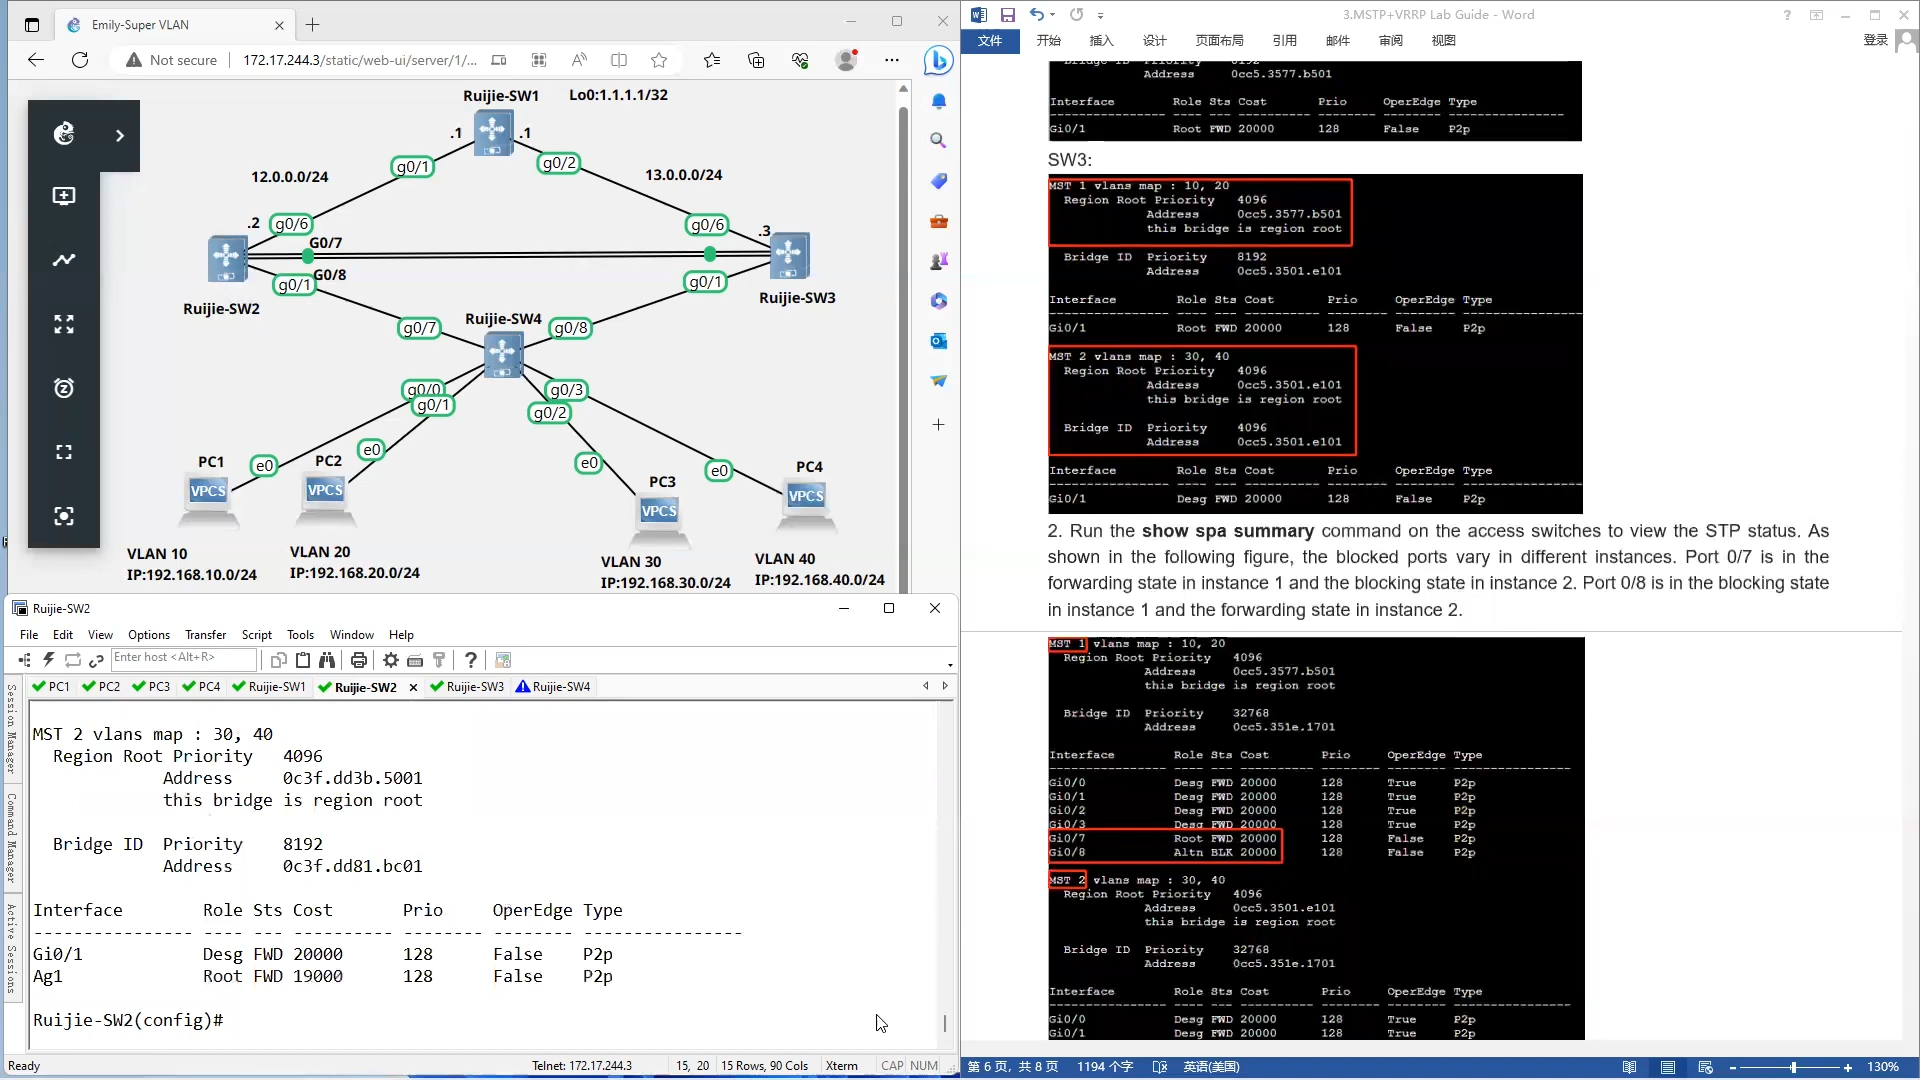 Emily-Super VLAN
Not secure
172.17.244.3/static/web-ui/server/1/...
Ruijie-SW1
Lo0:1.1.1.1/32
.1
.1
g0/1
g0/2
12.0.0.0/24
13.0.0.0/24
.2
g0/6
g0/6
.3
G0/7
G0/8
g0/1
g0/1
Ruijie-SW2
Ruijie-SW3
Ruijie-SW4
g0/7
g0/8
g0/0
g0/3
g0/1
g0/2
e0
e0
e0
e0
PC1
PC2
PC3
PC4
VPCS
VPCS
VPCS
VPCS
VLAN 10
IP:192.168.10.0/24
VLAN 20
IP:192.168.20.0/24
VLAN 30
IP:192.168.30.0/24
VLAN 40
IP:192.168.40.0/24
Ruijie-SW2
File Edit View Options Transfer Script Tools Window Help
Enter host <Alt+R>
Session Manager
Command Manager
Active Sessions
PC1 PC2 PC3 PC4 Ruijie-SW1 Ruijie-SW2 Ruijie-SW3 Ruijie-SW4
MST 2 vlans map : 30, 40
Region Root Priority 4096
Address 0c3f.dd3b.5001
this bridge is region root
Bridge ID Priority 8192
Address 0c3f.dd81.bc01
Interface Role Sts Cost Prio OperEdge Type
---------------- ---- --- ---------- -------- -------- ----------------
Gi0/1 Desg FWD 20000 128 False P2p
Ag1 Root FWD 19000 128 False P2p
Ruijie-SW2(config)#
Ready Telnet: 172.17.244.3 15, 20 15 Rows, 90 Cols Xterm CAP NUM
3.MSTP+VRRP Lab Guide - Word
文件 开始 插入 设计 页面布局 引用 邮件 审阅 视图 登录
Bridge ID Priority 8192
Address 0cc5.3577.b501
Interface Role Sts Cost Prio OperEdge Type
Gi0/1 Root FWD 20000 128 False P2p
SW3:
MST 1 vlans map : 10, 20
Region Root Priority 4096
Address 0cc5.3577.b501
this bridge is region root
Bridge ID Priority 8192
Address 0cc5.3501.e101
Interface Role Sts Cost Prio OperEdge Type
Gi0/1 Root FWD 20000 128 False P2p
MST 2 vlans map : 30, 40
Region Root Priority 4096
Address 0cc5.3501.e101
this bridge is region root
Bridge ID Priority 4096
Address 0cc5.3501.e101
Interface Role Sts Cost Prio OperEdge Type
Gi0/1 Desg FWD 20000 128 False P2p
2. Run the show spa summary command on the access switches to view the STP status. As
shown in the following figure, the blocked ports vary in different instances. Port 0/7 is in the
forwarding state in instance 1 and the blocking state in instance 2. Port 0/8 is in the blocking state
in instance 1 and the forwarding state in instance 2.
MST 1 vlans map : 10, 20
Region Root Priority 4096
Address 0cc5.3577.b501
this bridge is region root
Bridge ID Priority 32768
Address 0cc5.351e.1701
Interface Role Sts Cost Prio OperEdge Type
Gi0/0 Desg FWD 20000 128 True P2p
Gi0/1 Desg FWD 20000 128 True P2p
Gi0/2 Desg FWD 20000 128 True P2p
Gi0/3 Desg FWD 20000 128 True P2p
Gi0/7 Root FWD 20000 128 False P2p
Gi0/8 Altn BLK 20000 128 False P2p
MST 2 vlans map : 30, 40
Region Root Priority 4096
Address 0cc5.3501.e101
this bridge is region root
Bridge ID Priority 32768
Address 0cc5.351e.1701
Interface Role Sts Cost Prio OperEdge Type
Gi0/0 Desg FWD 20000 128 True P2p
Gi0/1 Desg FWD 20000 128 True P2p
第 6 页，共 8 页 1194 个字 英语(美国) 130%